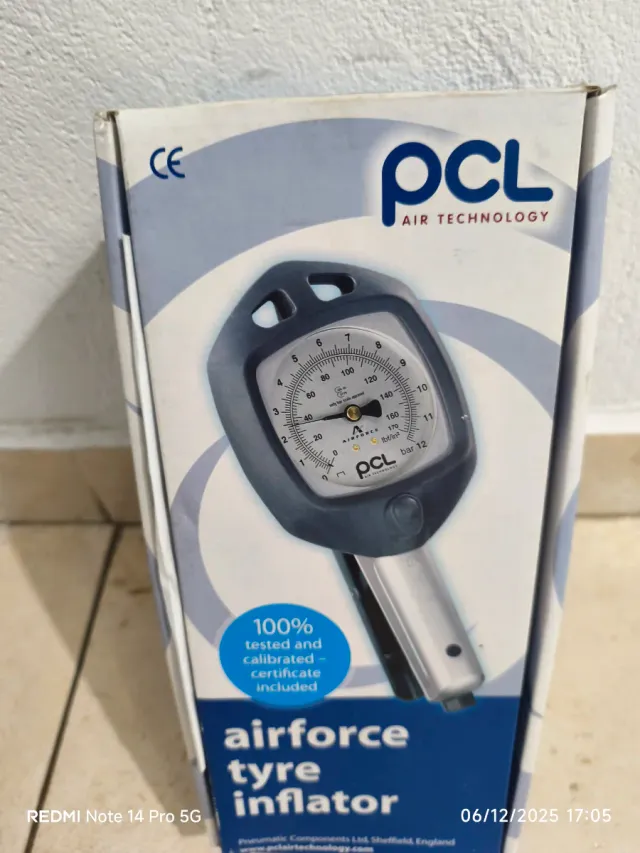 CE
PCL
AIR TECHNOLOGY
0 1 2 3 4 5 6 7 8 9 10 11 bar 12
0 20 40 60 80 100 120 140 160 170
lbf/in²
AIRFORCE
PCL
AIR TECHNOLOGY
100%
tested and
calibrated –
certificate
included
airforce
tyre
inflator
Pneumatic Components Ltd, Sheffield, England
www.pclairtechnology.com
REDMI Note 14 Pro 5G
06/12/2025 17:05